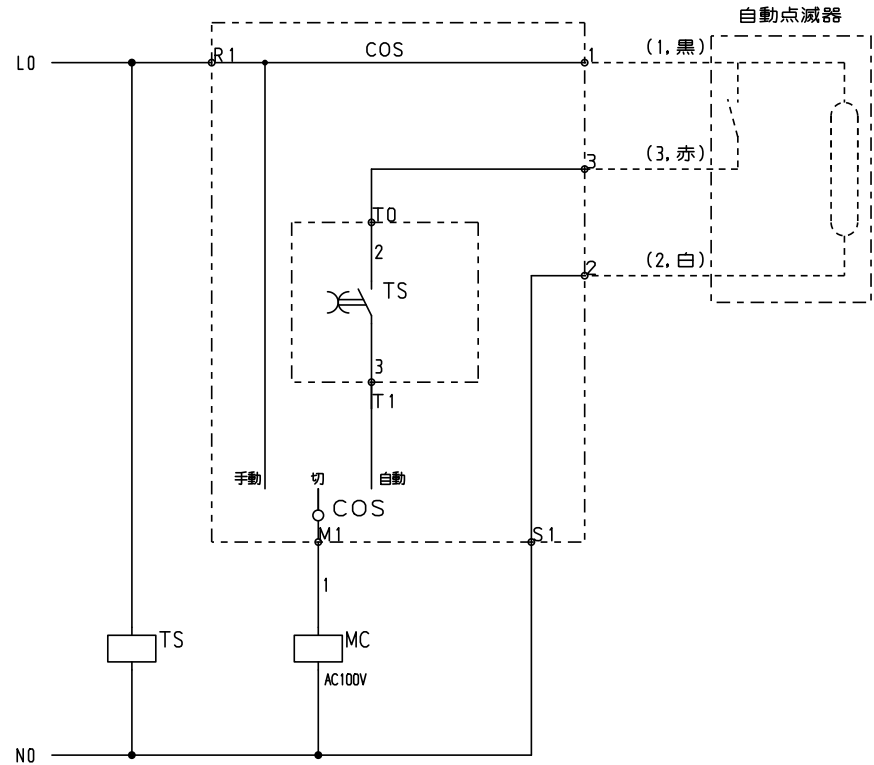 自動点滅器
L0
R1
COS
1
(1,黒)
3
(3,赤)
T0
2
2
(2,白)
TS
3
T1
手動
切
自動
COS
M1
S1
1
TS
MC
AC100V
N0